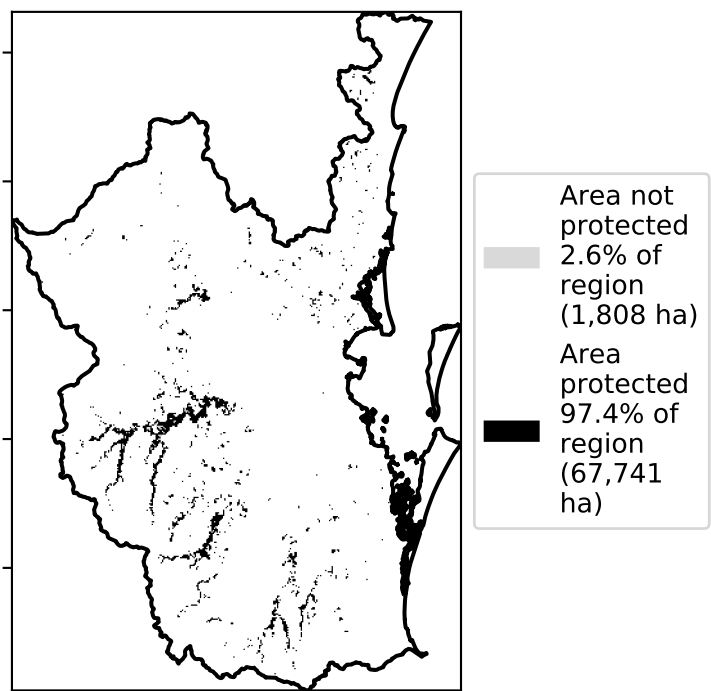 Area not
protected
2.6% of
region
(1,808 ha)
Area
protected
97.4% of
region
(67,741
ha)